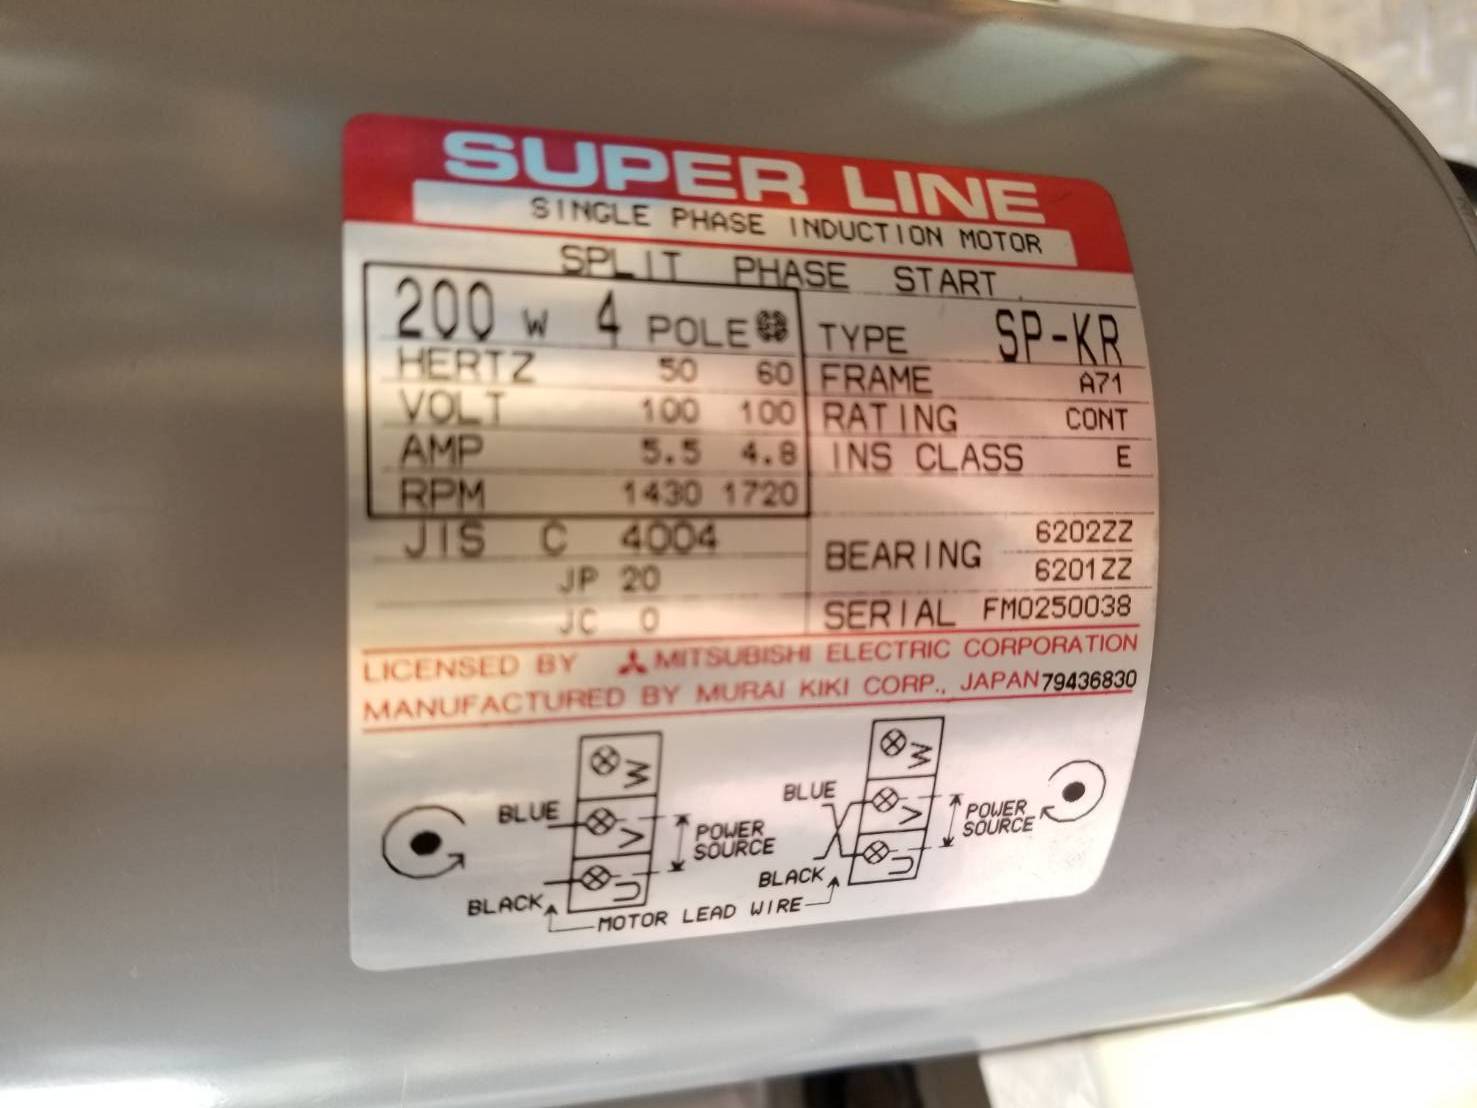 SUPER LINE
SINGLE PHASE INDUCTION MOTOR
SPLIT PHASE START
200 W 4 POLE
HERTZ 50 60
VOLT 100 100
AMP 5.5 4.8
RPM 1430 1720
JIS C 4004
JP 20
JC 0
TYPE SP-KR
FRAME A71
RATING CONT
INS CLASS E
BEARING 6202ZZ
6201ZZ
SERIAL FM0250038
LICENSED BY MITSUBISHI ELECTRIC CORPORATION
MANUFACTURED BY MURAI KIKI CORP., JAPAN 79436830
W
BLUE
V
POWER
SOURCE
BLACK
U
W
BLUE
V
POWER
SOURCE
BLACK
U
MOTOR LEAD WIRE